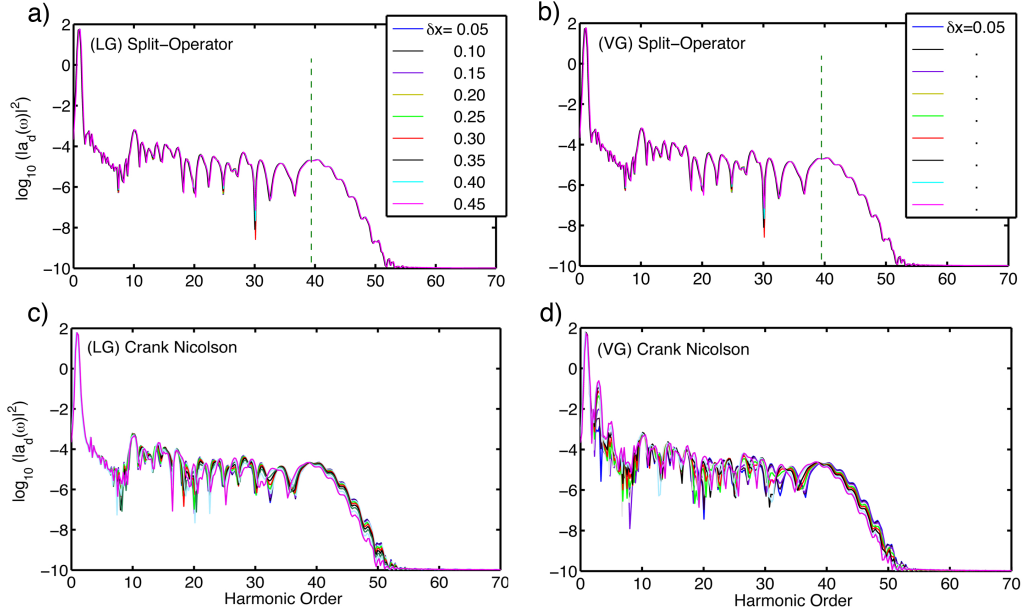 a)
(LG) Split-Operator
δx= 0.05
0.10
0.15
0.20
0.25
0.30
0.35
0.40
0.45
log10 (|ad(ω)|²)
2
0
−2
−4
−6
−8
−10
0 10 20 30 40 50 60 70
b)
(VG) Split-Operator
δx=0.05
.
.
.
.
.
.
.
.
2
0
−2
−4
−6
−8
−10
0 10 20 30 40 50 60 70
c)
(LG) Crank Nicolson
log10 (|ad(ω)|²)
2
0
−2
−4
−6
−8
−10
0 10 20 30 40 50 60 70
Harmonic Order
d)
(VG) Crank Nicolson
2
0
−2
−4
−6
−8
−10
0 10 20 30 40 50 60 70
Harmonic Order